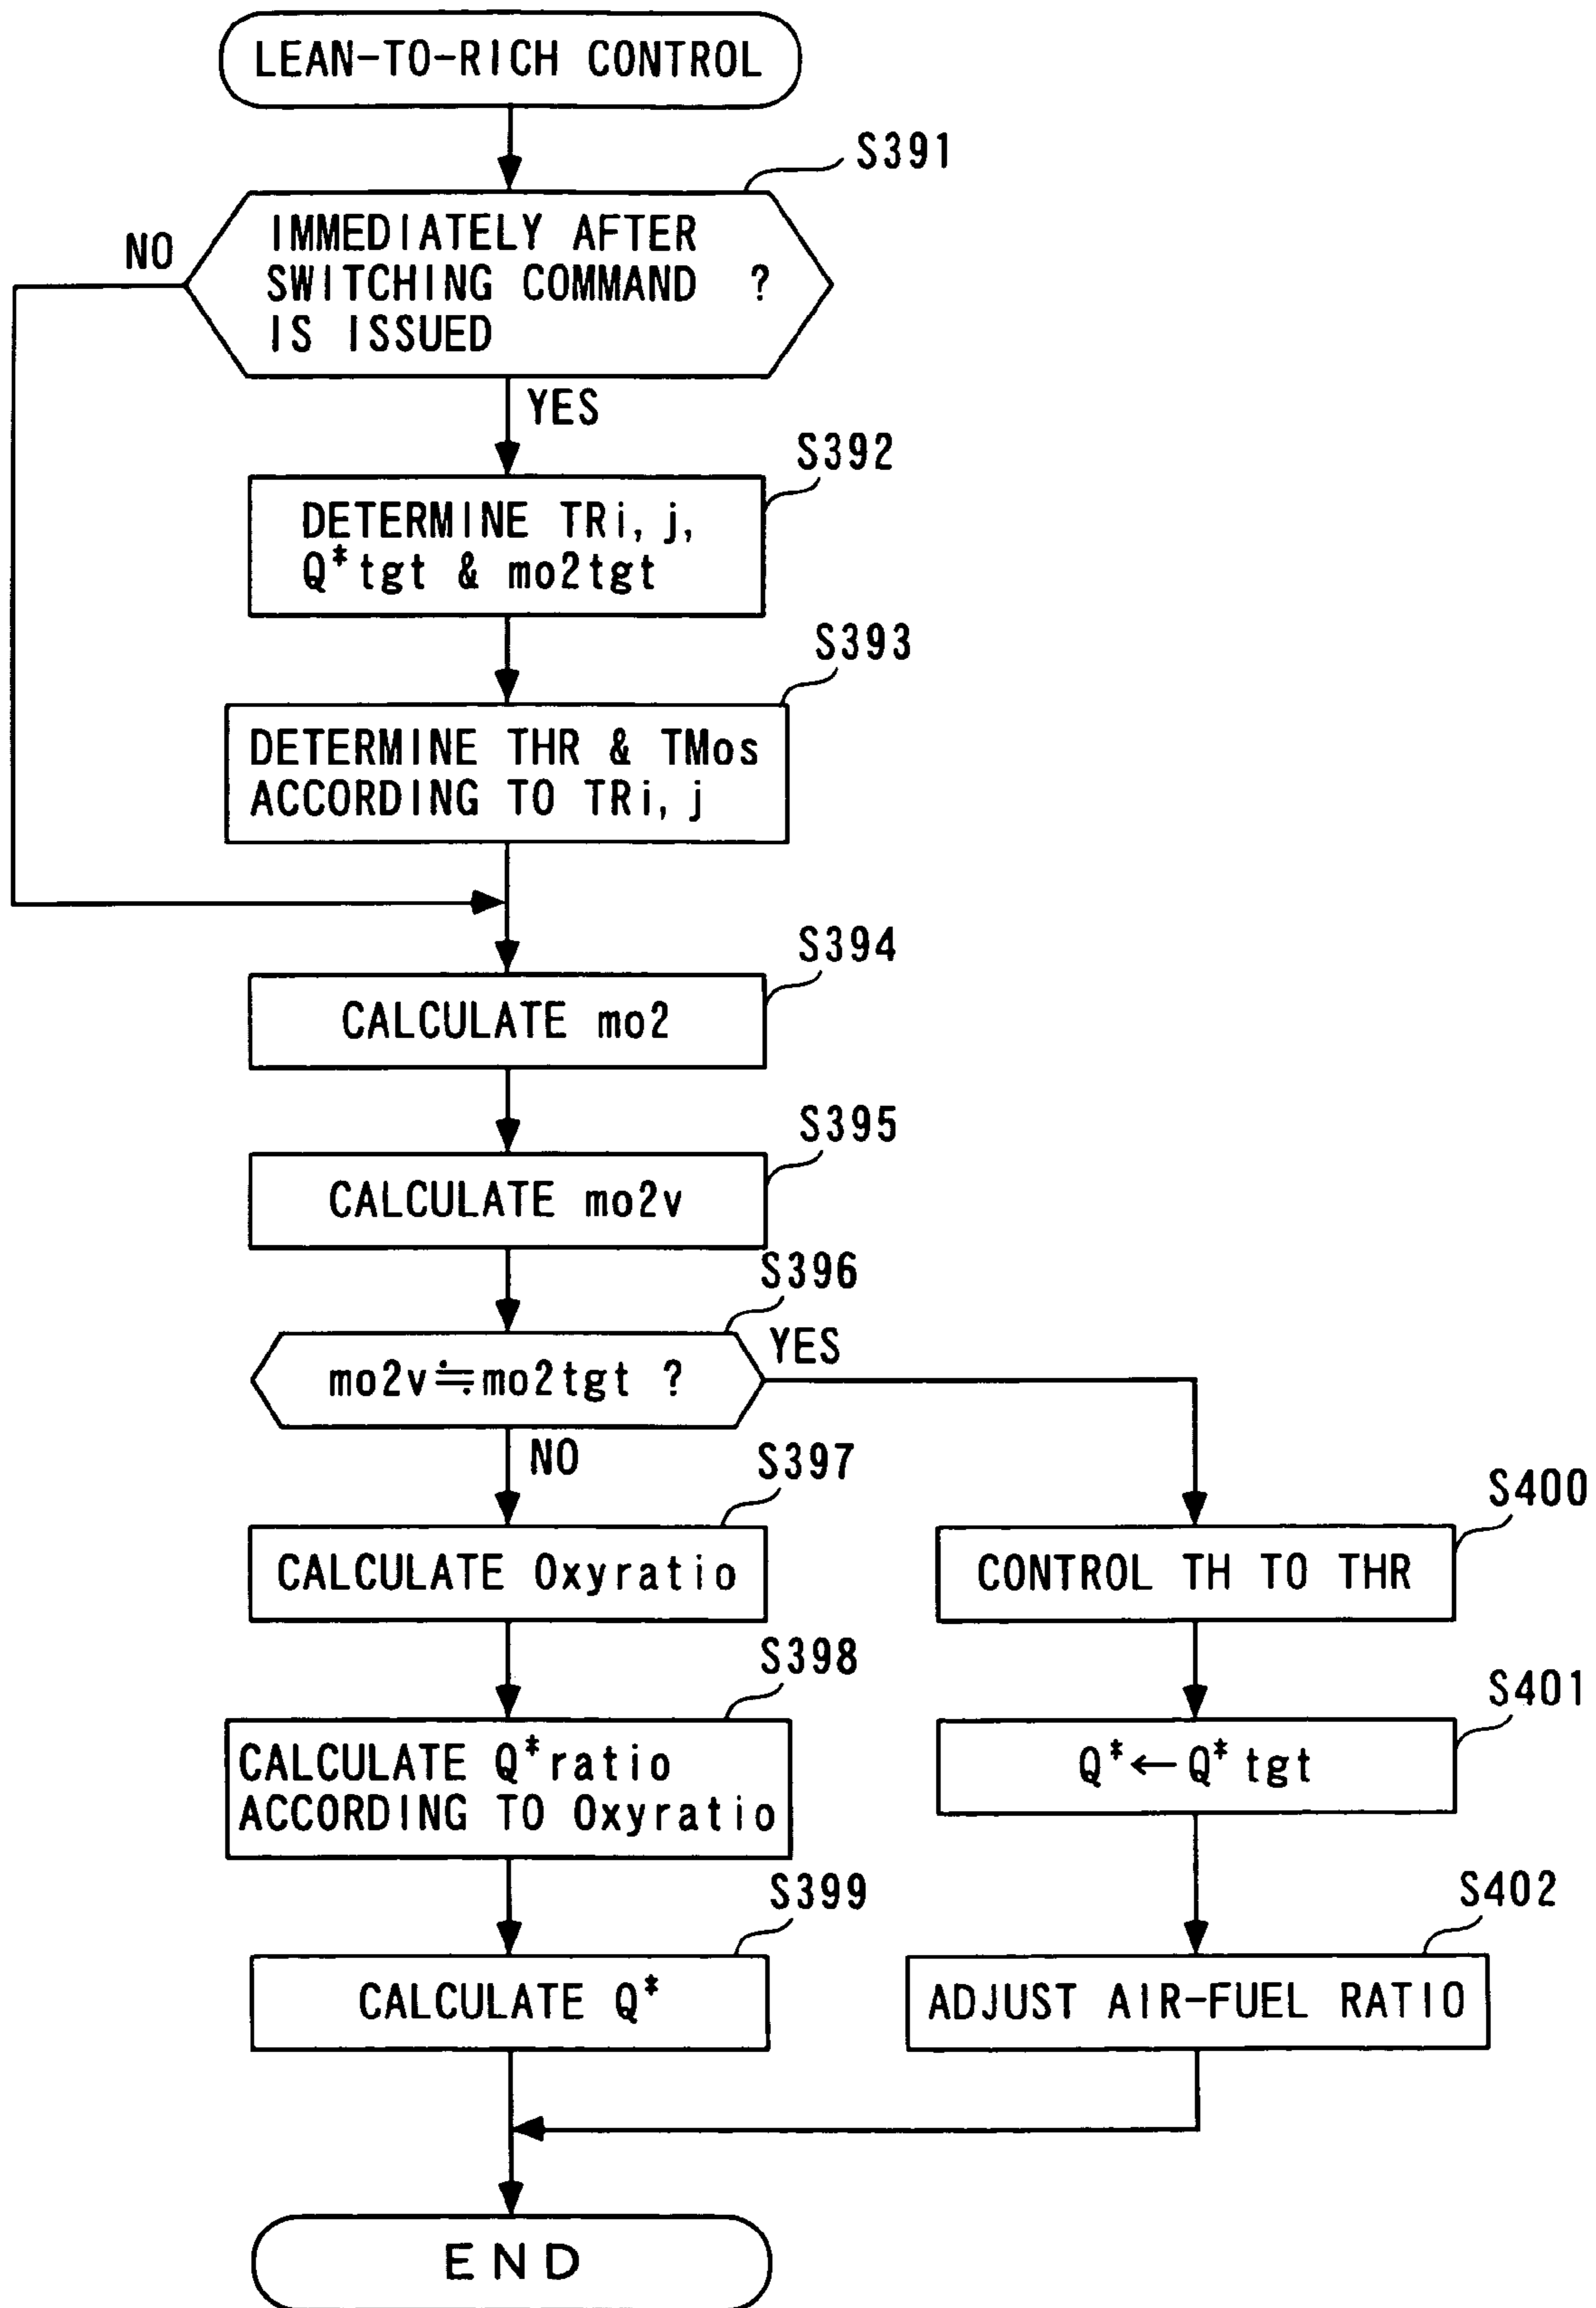 LEAN-TO-RICH CONTROL
S391
IMMEDIATELY AFTER
SWITCHING COMMAND ?
IS ISSUED
NO
YES
S392
DETERMINE TRi, j,
Q*tgt & mo2tgt
S393
DETERMINE THR & TMos
ACCORDING TO TRi, j
S394
CALCULATE mo2
S395
CALCULATE mo2v
S396
mo2v≒mo2tgt ?
YES
NO
S397
CALCULATE Oxyratio
S398
CALCULATE Q*ratio
ACCORDING TO Oxyratio
S399
CALCULATE Q*
S400
CONTROL TH TO THR
S401
Q*←Q*tgt
S402
ADJUST AIR-FUEL RATIO
END